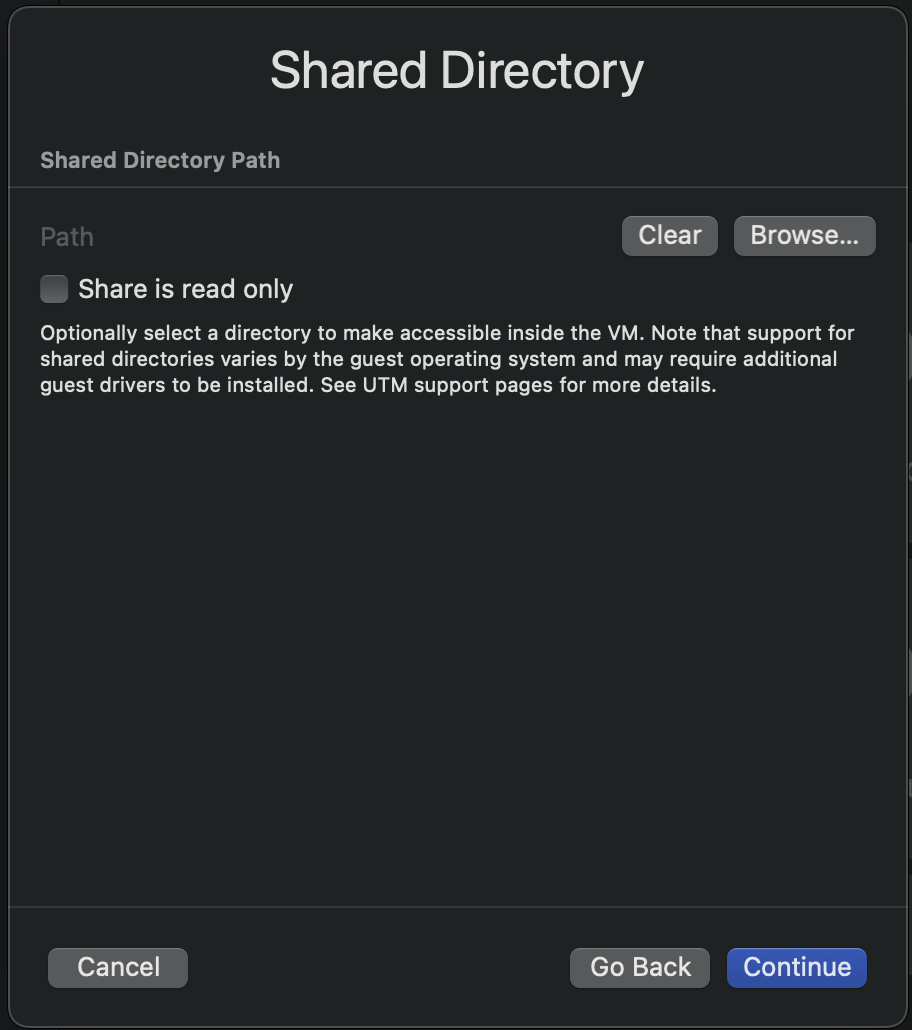 Shared Directory
Shared Directory Path
Path
Clear
Browse...
Share is read only
Optionally select a directory to make accessible inside the VM. Note that support for
shared directories varies by the guest operating system and may require additional
guest drivers to be installed. See UTM support pages for more details.
Cancel
Go Back
Continue